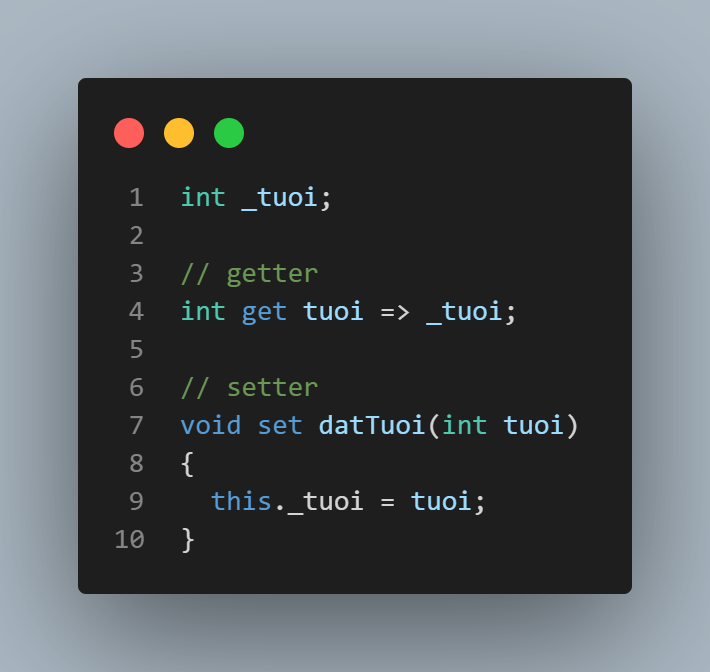 1 int _tuoi;
2
3 // getter
4 int get tuoi => _tuoi;
5
6 // setter
7 void set datTuoi(int tuoi)
8 {
9   this._tuoi = tuoi;
10 }